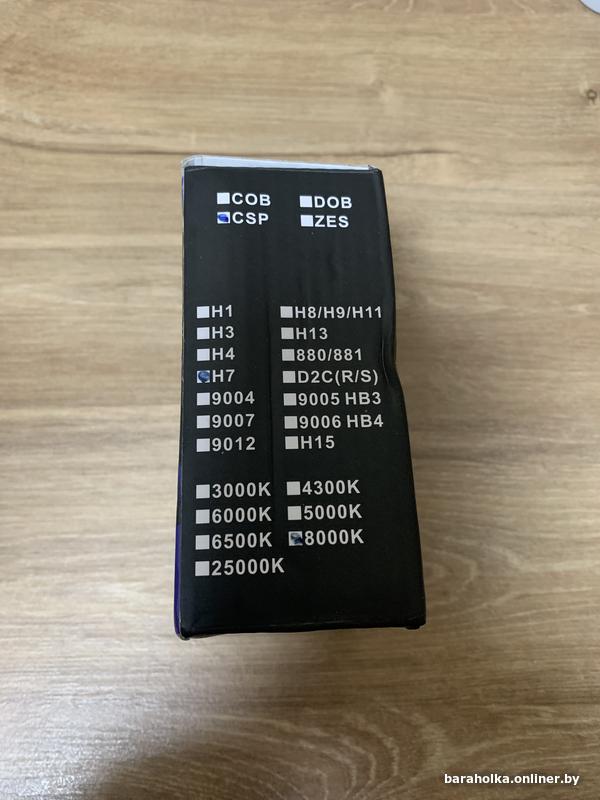 COB DOB
CSP ZES
H1 H8/H9/H11
H3 H13
H4 880/881
H7 D2C(R/S)
9004 9005 HB3
9007 9006 HB4
9012 H15
3000K 4300K
6000K 5000K
6500K 8000K
25000K
baraholka.onliner.by